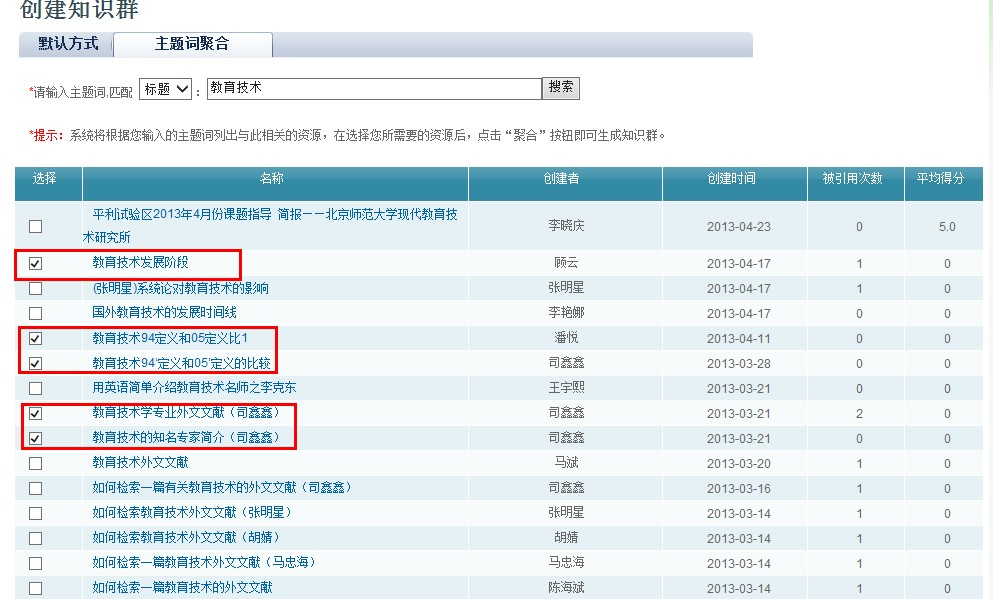 创建知识群
默认方式 主题词聚合
*请输入主题词,匹配 标题 : 教育技术 搜索
*提示：系统将根据您输入的主题词列出与此相关的资源，在选择您所需要的资源后，点击“聚合”按钮即可生成知识群。
选择 名称 创建者 创建时间 被引用次数 平均得分
平利试验区2013年4月份课题指导 简报－－北京师范大学现代教育技
术研究所 李晓庆 2013-04-23 0 5.0
教育技术发展阶段 顾云 2013-04-17 1 0
(张明星)系统论对教育技术的影响 张明星 2013-04-17 1 0
国外教育技术的发展时间线 李艳娜 2013-04-17 0 0
教育技术94定义和05定义比1 潘悦 2013-04-11 0 0
教育技术94'定义和05'定义的比较 司鑫鑫 2013-03-28 0 0
用英语简单介绍教育技术名师之李克东 王宇熙 2013-03-21 0 0
教育技术学专业外文文献（司鑫鑫） 司鑫鑫 2013-03-21 2 0
教育技术的知名专家简介（司鑫鑫） 司鑫鑫 2013-03-21 0 0
教育技术外文文献 马斌 2013-03-20 1 0
如何检索一篇有关教育技术的外文文献（司鑫鑫） 司鑫鑫 2013-03-16 1 0
如何检索教育技术外文文献（张明星） 张明星 2013-03-14 1 0
如何检索教育技术外文文献（胡婧） 胡婧 2013-03-14 1 0
如何检索一篇教育技术外文文献（马忠海） 马忠海 2013-03-14 1 0
如何检索一篇教育技术的外文文献 陈海斌 2013-03-14 1 0